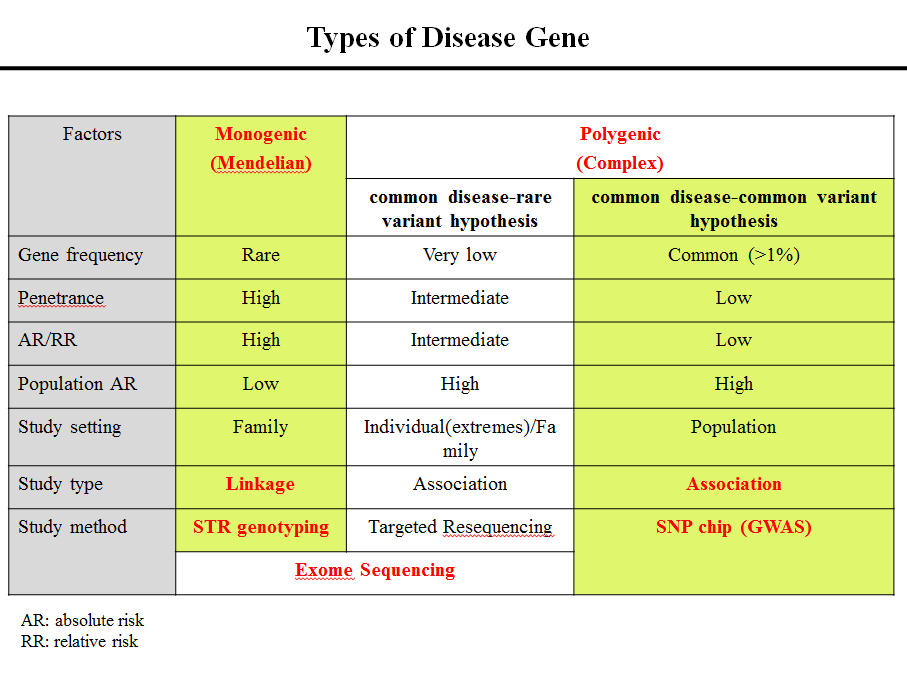 Types of Disease Gene
Factors
Monogenic
(Mendelian)
Polygenic
(Complex)
common disease-rare
variant hypothesis
common disease-common variant
hypothesis
Gene frequency
Rare
Very low
Common (>1%)
Penetrance
High
Intermediate
Low
AR/RR
High
Intermediate
Low
Population AR
Low
High
High
Study setting
Family
Individual(extremes)/Fa
mily
Population
Study type
Linkage
Association
Association
Study method
STR genotyping
Targeted Resequencing
SNP chip (GWAS)
Exome Sequencing
AR: absolute risk
RR: relative risk